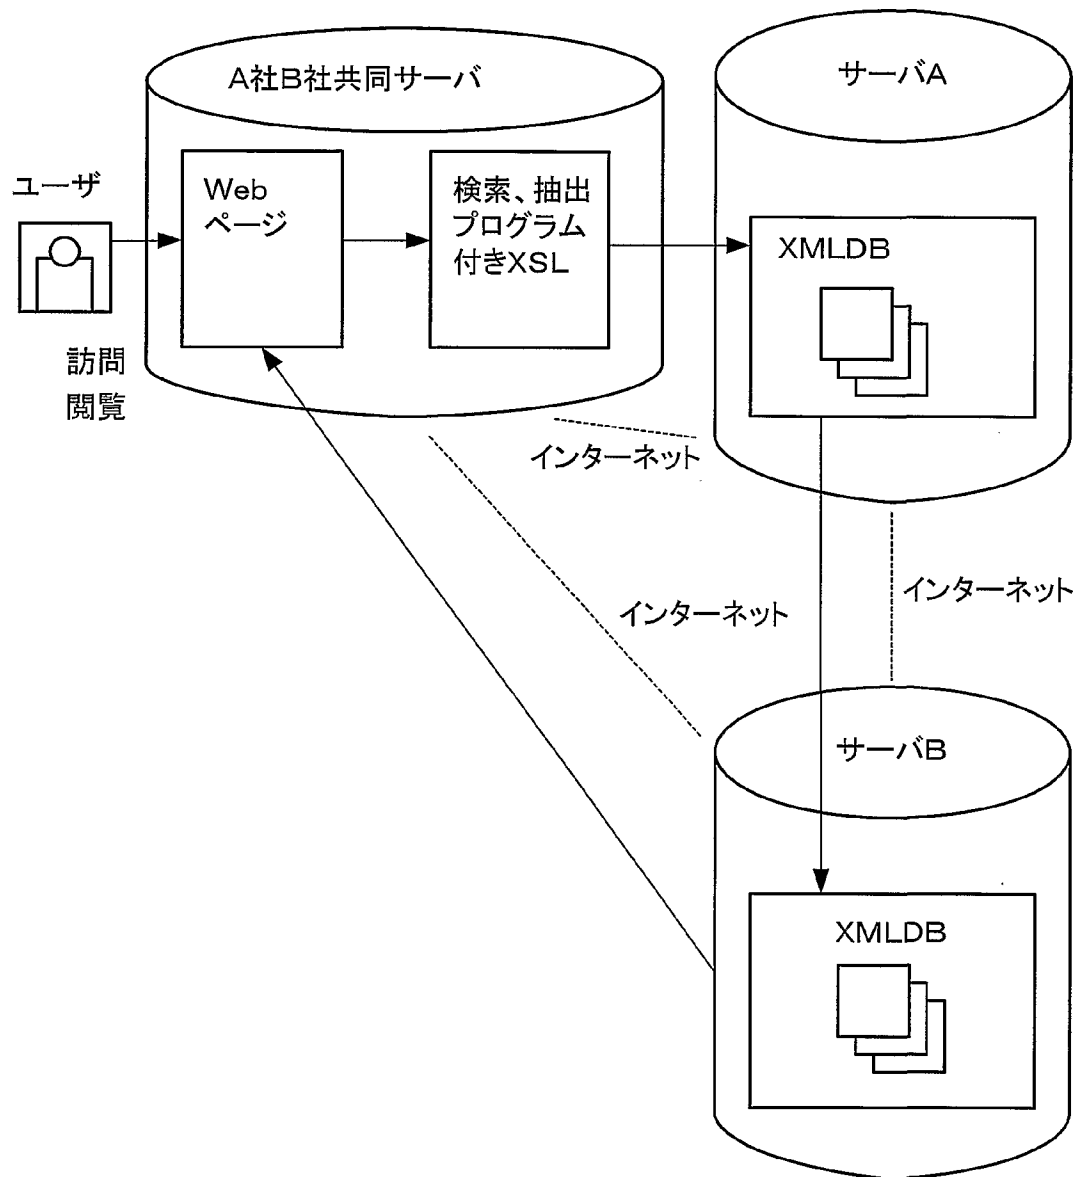 A社B社共同サーバ
サーバA
ユーザ
Web
ページ
検索、抽出
プログラム
付きXSL
XMLDB
訪問
閲覧
インターネット
インターネット
インターネット
サーバB
XMLDB